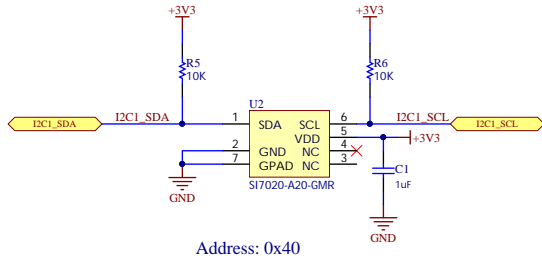 +3V3
+3V3
R5
10K
R6
10K
U2
I2C1_SDA
I2C1_SDA
1
SDA
SCL
6
I2C1_SCL
I2C1_SCL
VDD
5
+3V3
2
GND
NC
4
7
GPAD
NC
3
C1
1uF
SI7020-A20-GMR
GND
GND
Address: 0x40